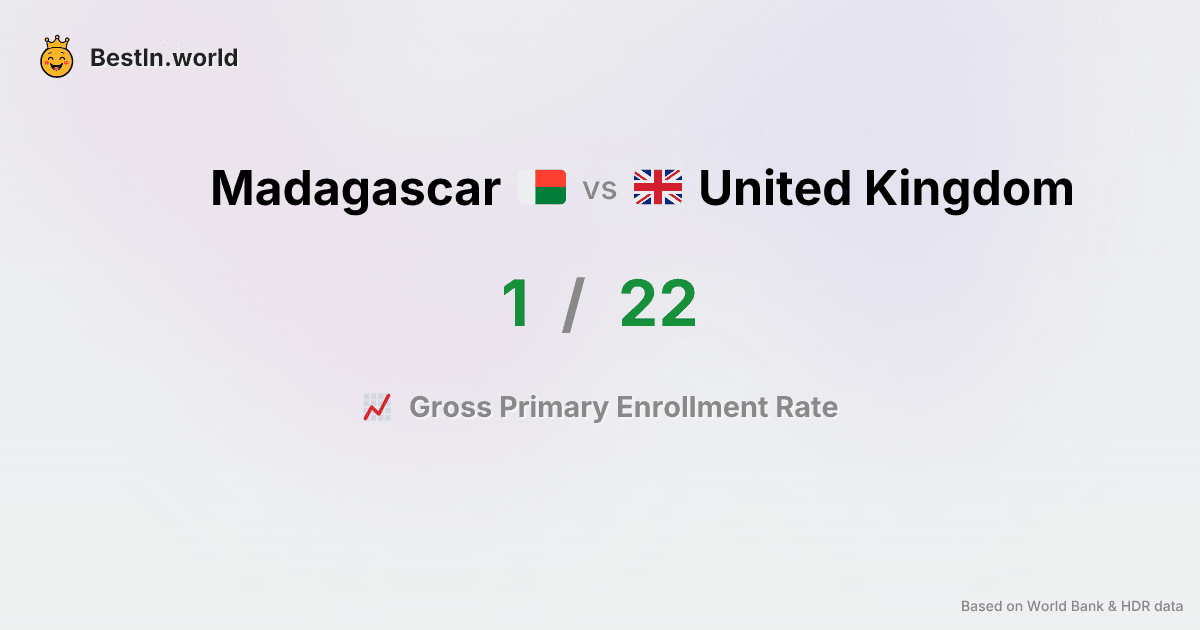 BestIn.world
Madagascar vs United Kingdom
1 / 22
Gross Primary Enrollment Rate
Based on World Bank & HDR data